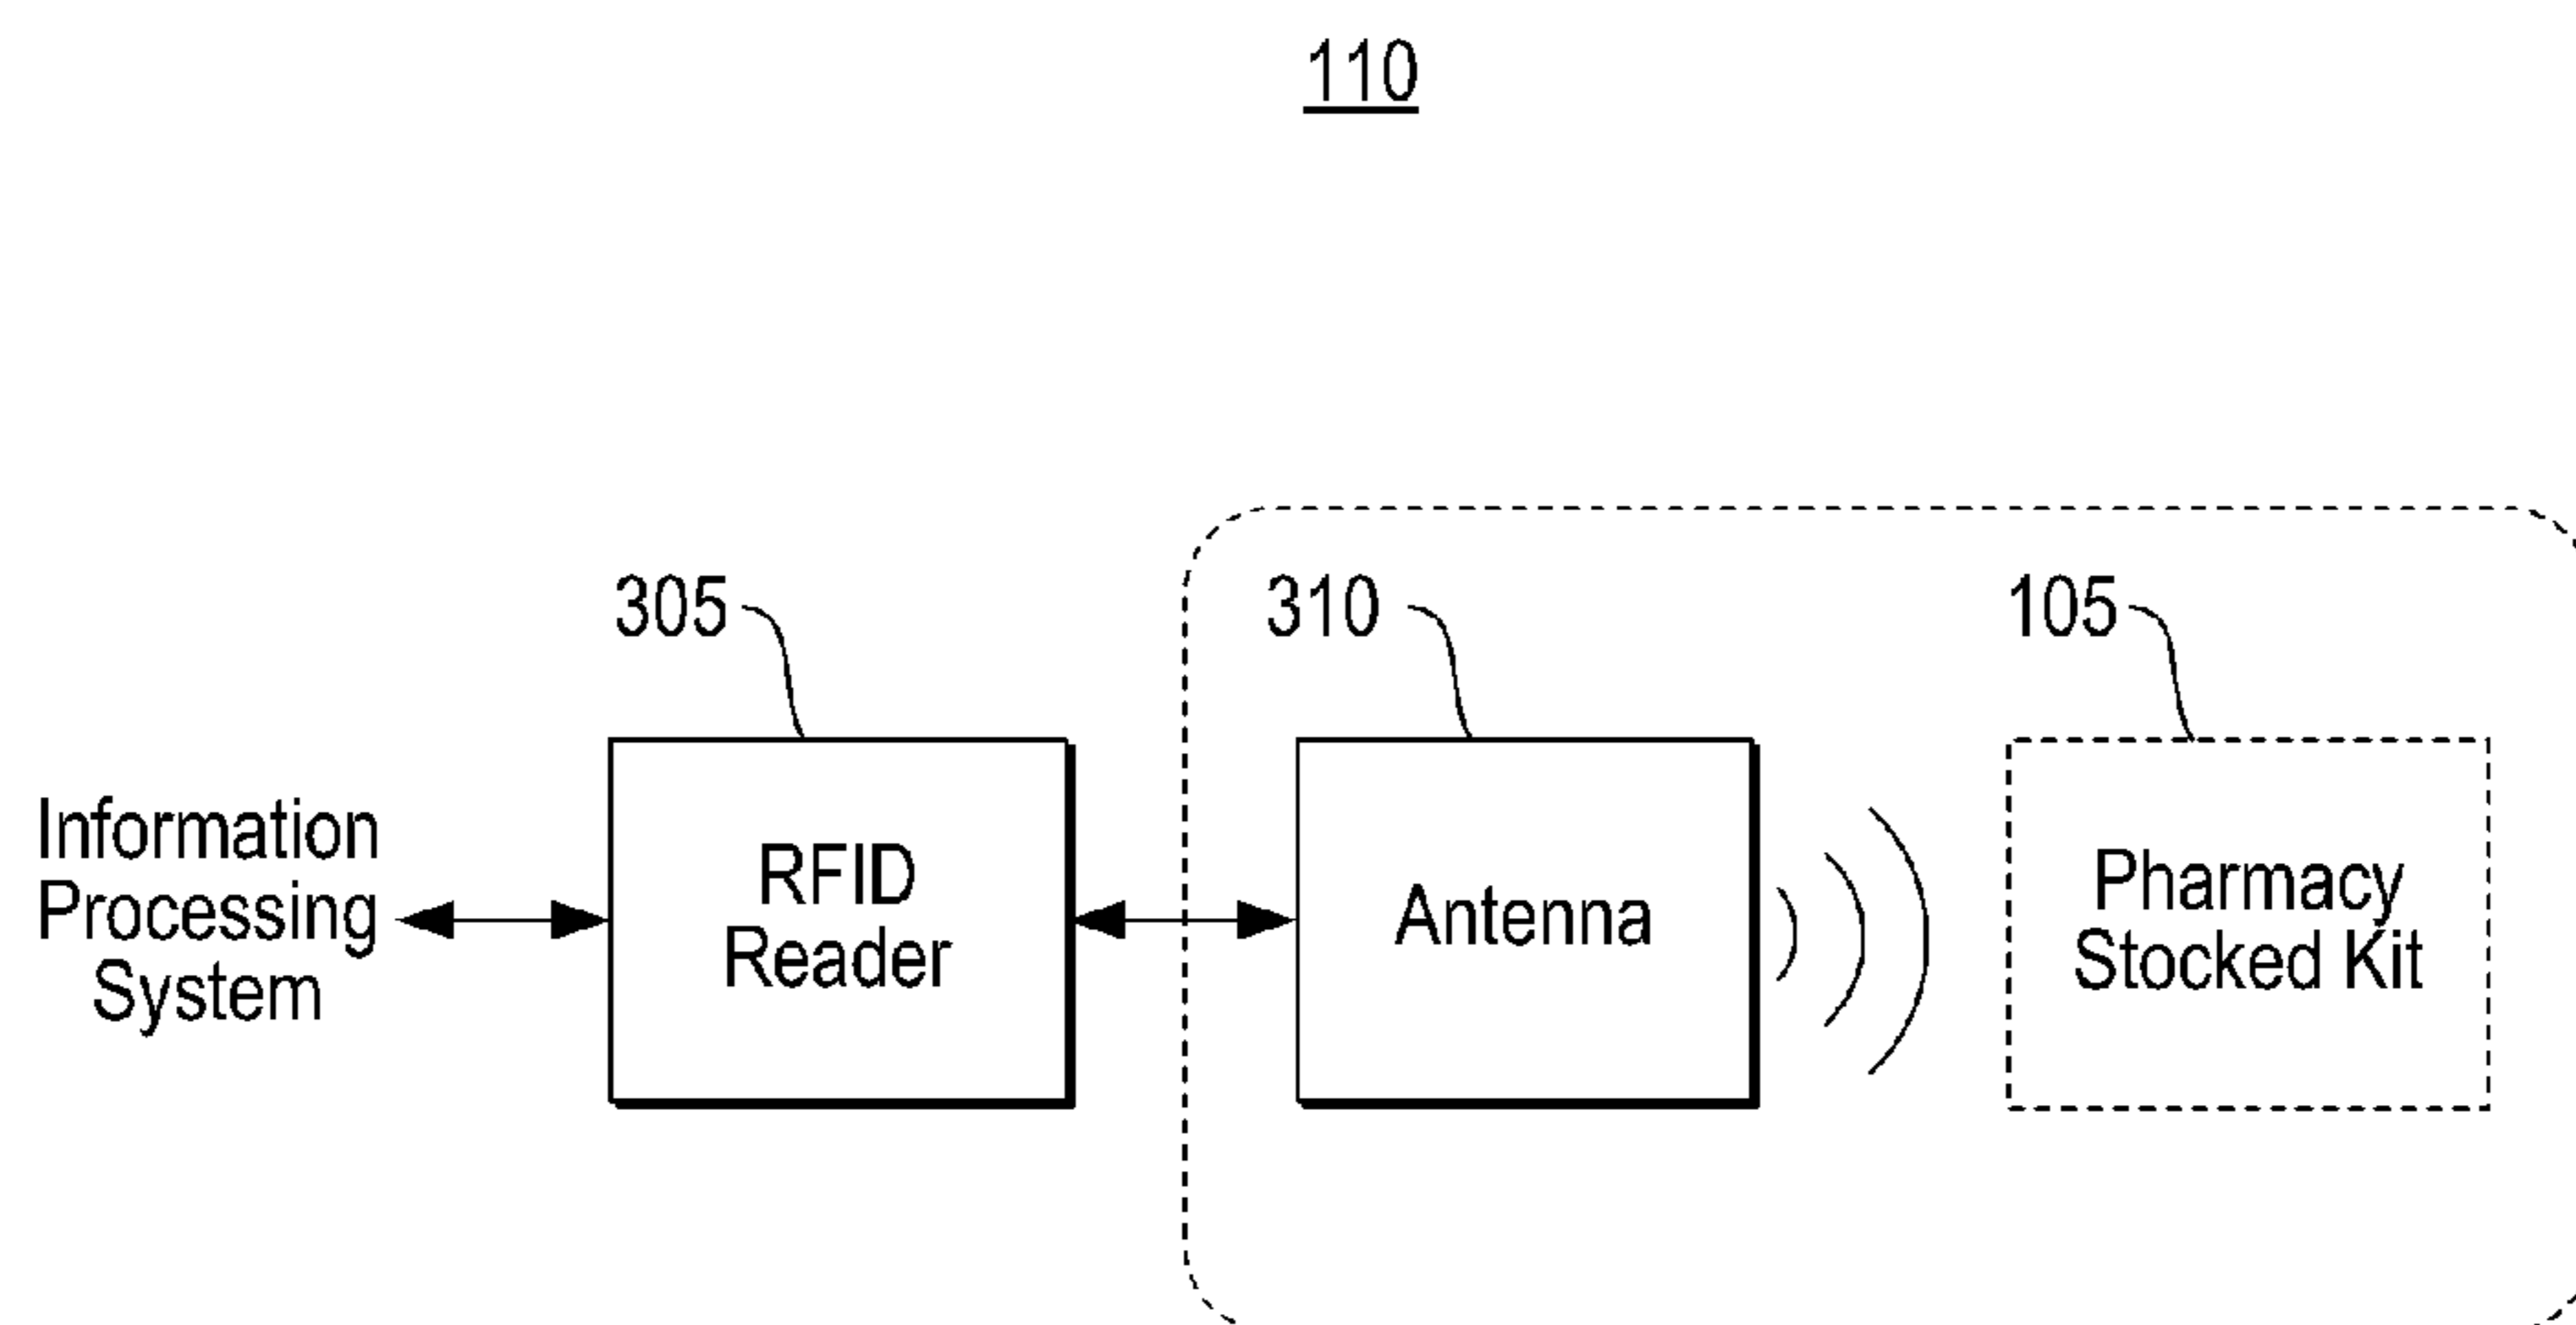 110
305
310
105
Information
Processing
System
RFID
Reader
Antenna
Pharmacy
Stocked Kit